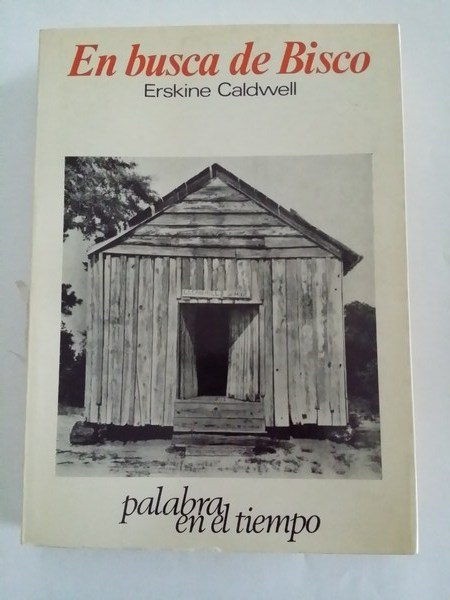 En busca de Bisco
Erskine Caldwell
palabra
en el tiempo